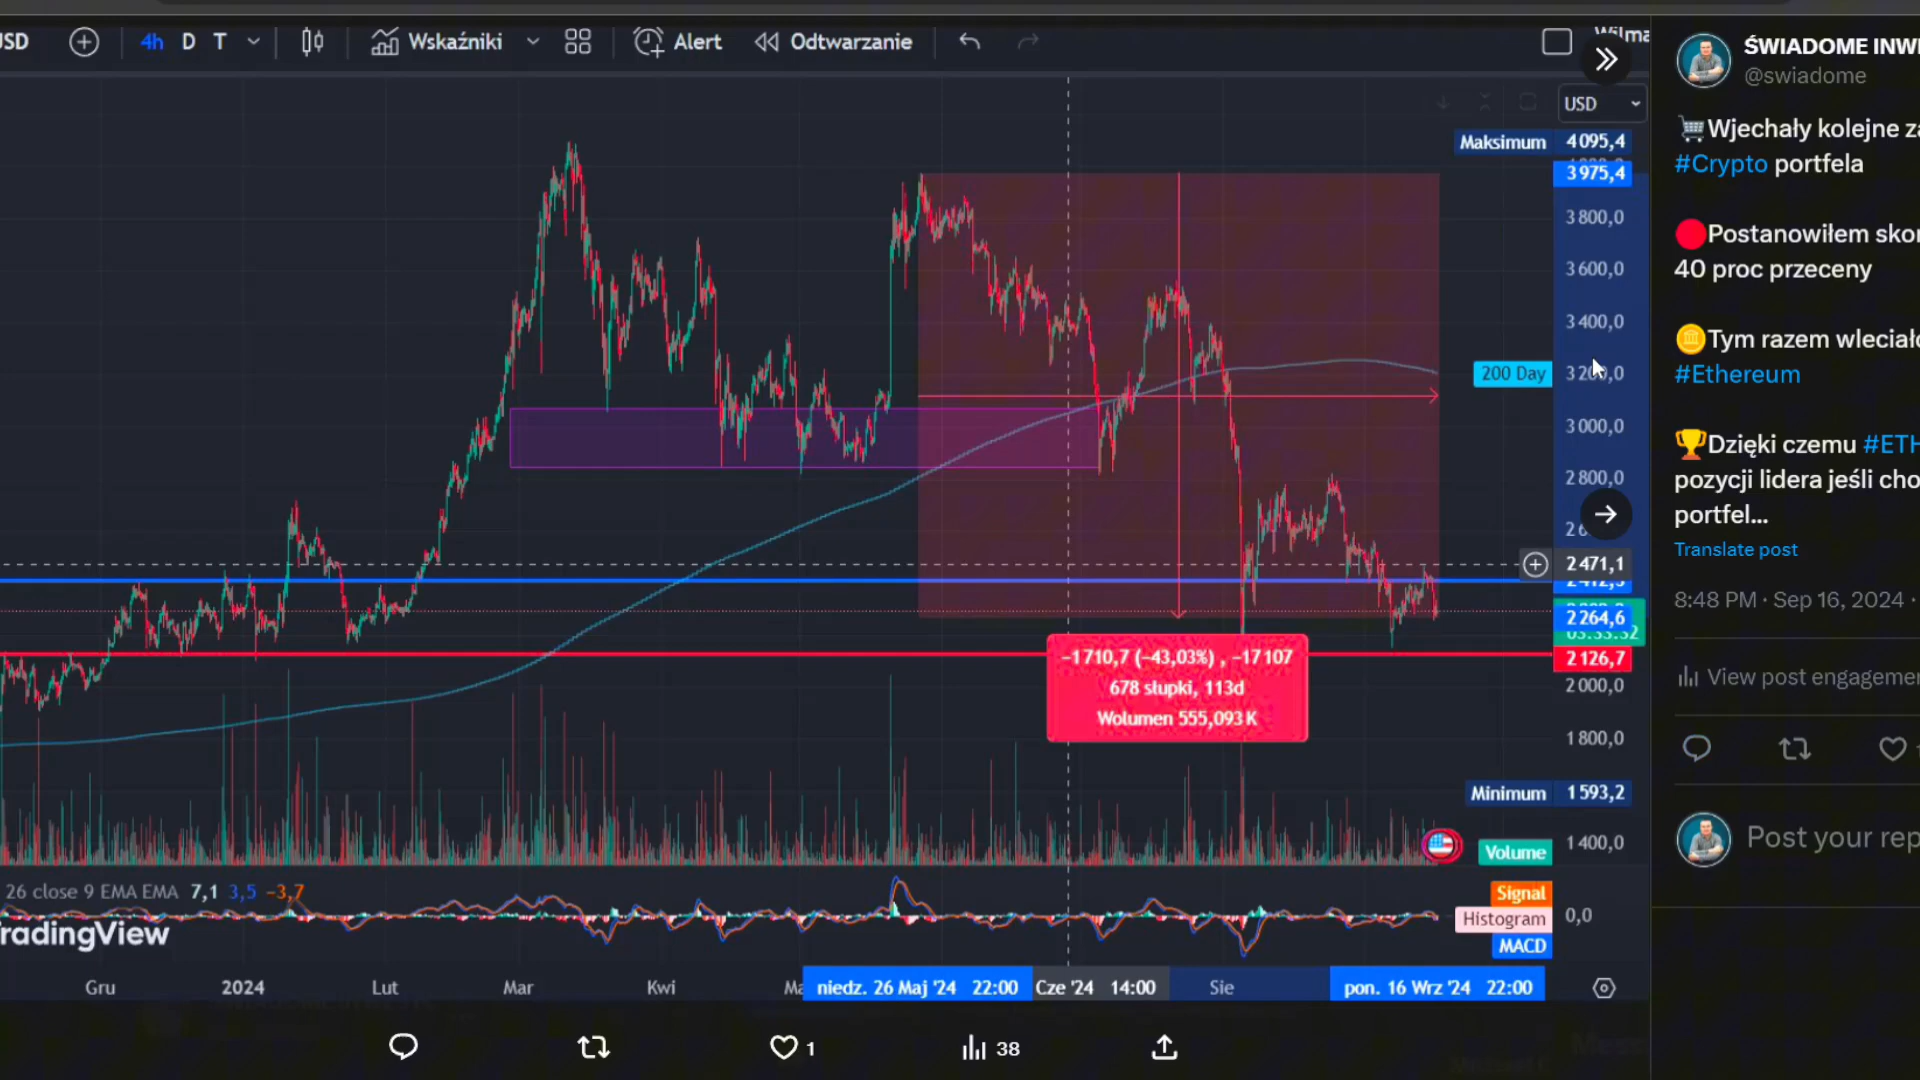 4h D T Wskaźniki Alert Odtwarzanie
USD
Maksimum 4095,4
3975,4
3800,0
3600,0
3400,0
200 Day
3000,0
2800,0
2471,1
2264,6
2126,7
2000,0
1800,0
Minimum 1593,2
Volume 1400,0
−1710,7 (−43,03%) , −17107
678 słupki, 113d
Wolumen 555,093 K
26 close 9 EMA EMA 7,1 3,5 −3,7
Signal
Histogram 0,0
MACD
TradingView
Gru 2024 Lut Mar Kwi niedz. 26 Maj '24 22:00 Cze '24 14:00 Sie pon. 16 Wrz '24 22:00
1 38
ŚWIADOME INWE
@swiadome
Wjechały kolejne za
#Crypto portfela
Postanowiłem skor
40 proc przeceny
Tym razem wleciało
#Ethereum
Dzięki czemu #ETH
pozycji lidera jeśli cho
portfel...
Translate post
8:48 PM · Sep 16, 2024 ·
View post engagemen
Post your rep